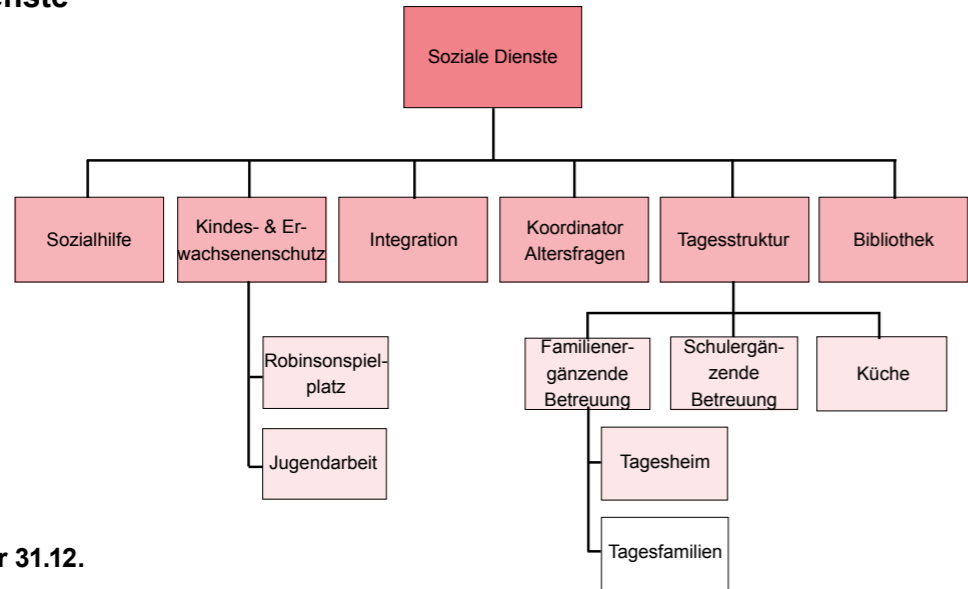 Soziale Dienste
Sozialhilfe
Kindes- & Er-
wachsenenschutz
Integration
Koordinator
Altersfragen
Tagesstruktur
Bibliothek
Robinsonspiel-
platz
Jugendarbeit
Familiener-
gänzende
Betreuung
Schulergän-
zende
Betreuung
Küche
Tagesheim
Tagesfamilien
31.12.